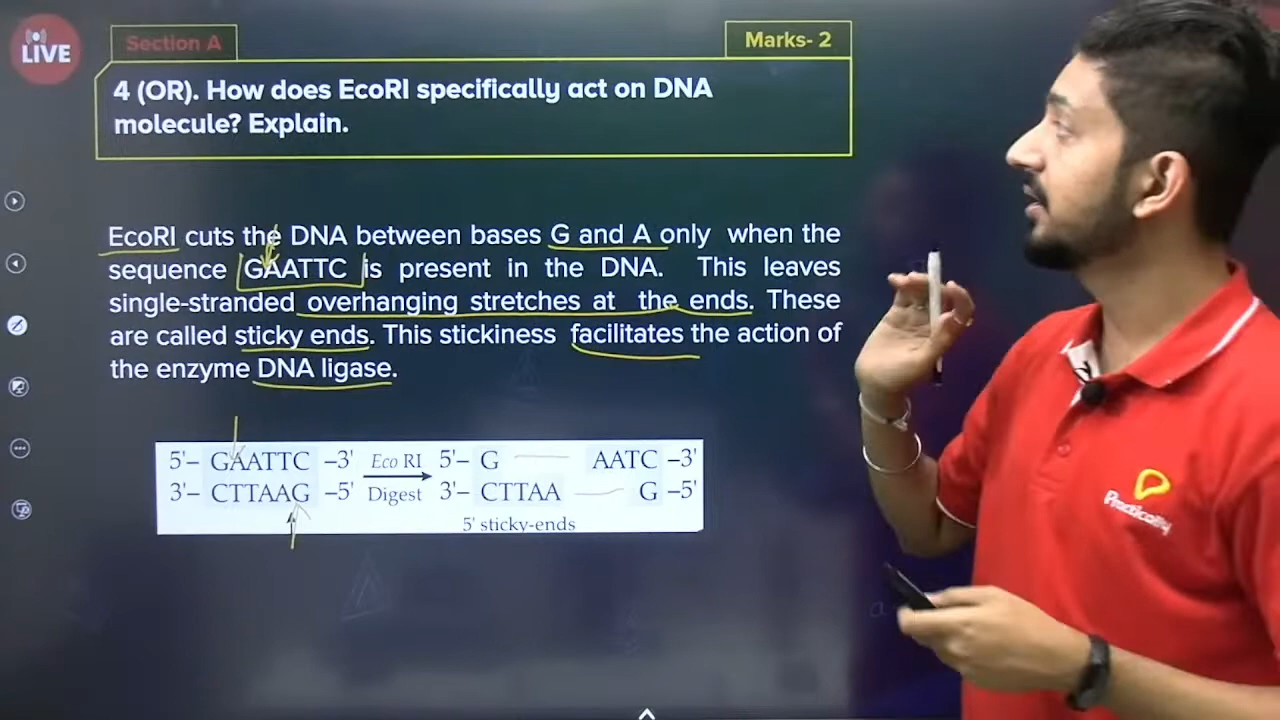 LIVE
Section A
Marks- 2
4 (OR). How does EcoRI specifically act on DNA
molecule? Explain.
EcoRI cuts the DNA between bases G and A only when the
sequence GAATTC is present in the DNA. This leaves
single-stranded overhanging stretches at the ends. These
are called sticky ends. This stickiness facilitates the action of
the enzyme DNA ligase.
5'– GAATTC –3' Eco RI 5'– G AATC –3'
3'– CTTAAG –5' Digest 3'– CTTAA G –5'
5' sticky-ends
Practically